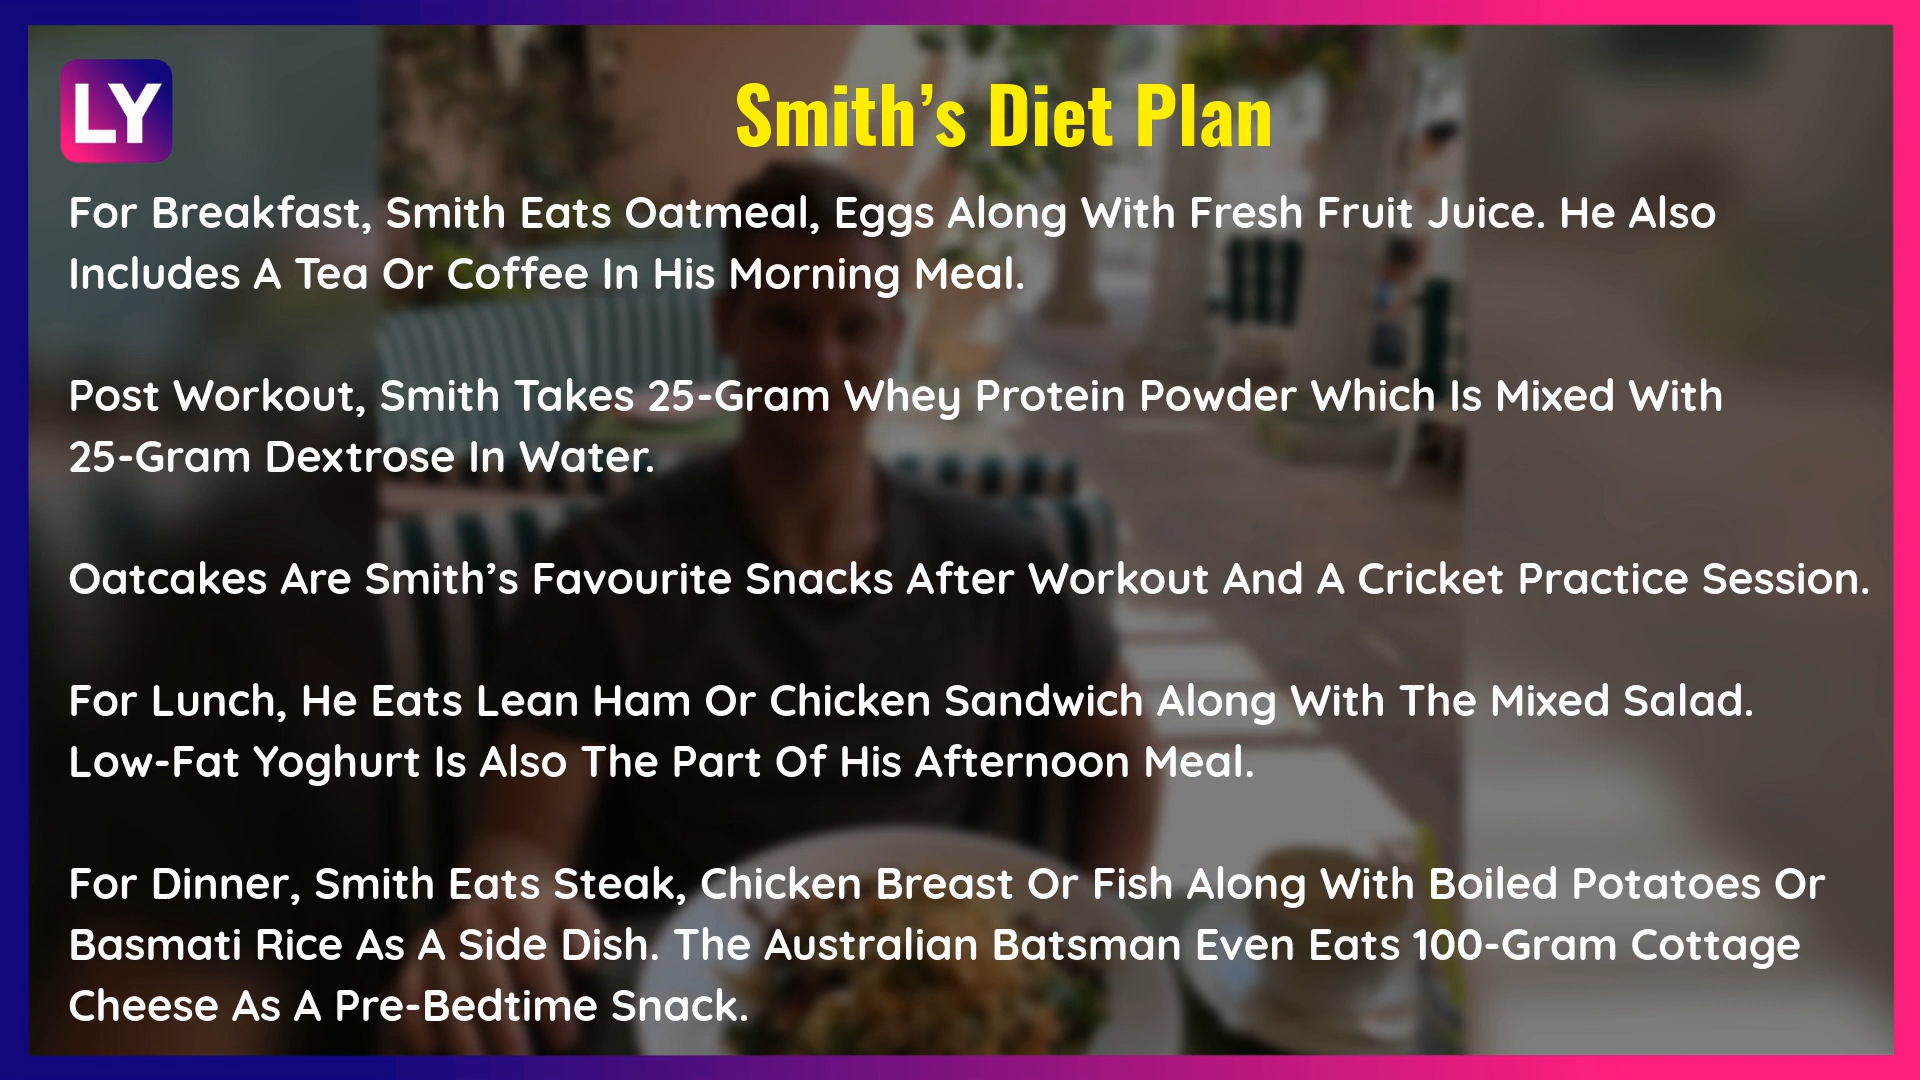 LY
Smith’s Diet Plan
For Breakfast, Smith Eats Oatmeal, Eggs Along With Fresh Fruit Juice. He Also
Includes A Tea Or Coffee In His Morning Meal.
Post Workout, Smith Takes 25-Gram Whey Protein Powder Which Is Mixed With
25-Gram Dextrose In Water.
Oatcakes Are Smith’s Favourite Snacks After Workout And A Cricket Practice Session.
For Lunch, He Eats Lean Ham Or Chicken Sandwich Along With The Mixed Salad.
Low-Fat Yoghurt Is Also The Part Of His Afternoon Meal.
For Dinner, Smith Eats Steak, Chicken Breast Or Fish Along With Boiled Potatoes Or
Basmati Rice As A Side Dish. The Australian Batsman Even Eats 100-Gram Cottage
Cheese As A Pre-Bedtime Snack.